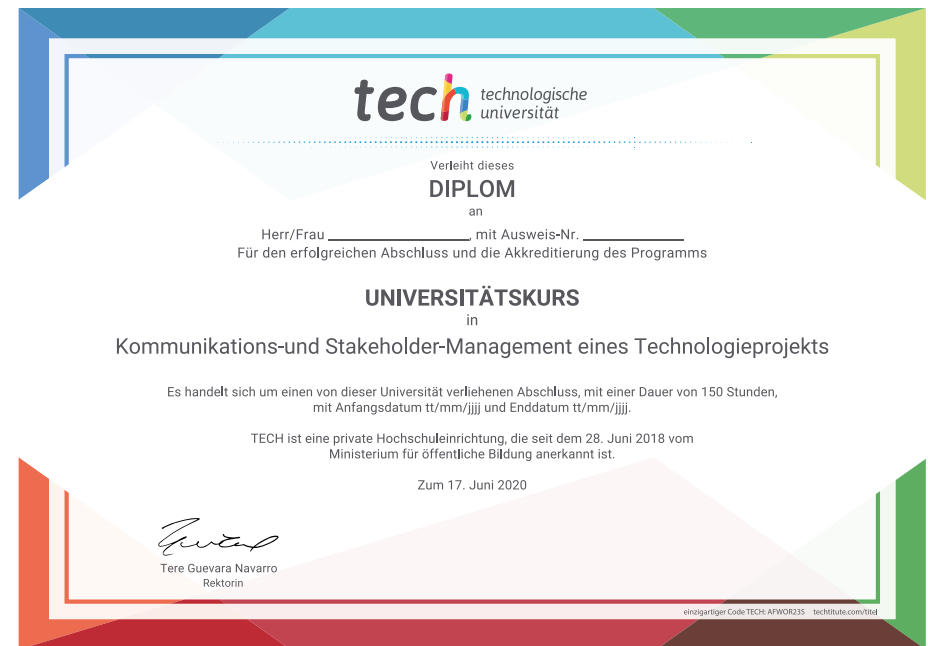 tech technologische
universität
Verleiht dieses
DIPLOM
an
Herr/Frau ____________, mit Ausweis-Nr. ____________
Für den erfolgreichen Abschluss und die Akkreditierung des Programms
UNIVERSITÄTSKURS
in
Kommunikations-und Stakeholder-Management eines Technologieprojekts
Es handelt sich um einen von dieser Universität verliehenen Abschluss, mit einer Dauer von 150 Stunden,
mit Anfangsdatum tt/mm/jjjj und Enddatum tt/mm/jjjj.
TECH ist eine private Hochschuleinrichtung, die seit dem 28. Juni 2018 vom
Ministerium für öffentliche Bildung anerkannt ist.
Zum 17. Juni 2020
Tere Guevara Navarro
Rektorin
einzigartiger Code TECH: AFWOR23S techtitute.com/titel